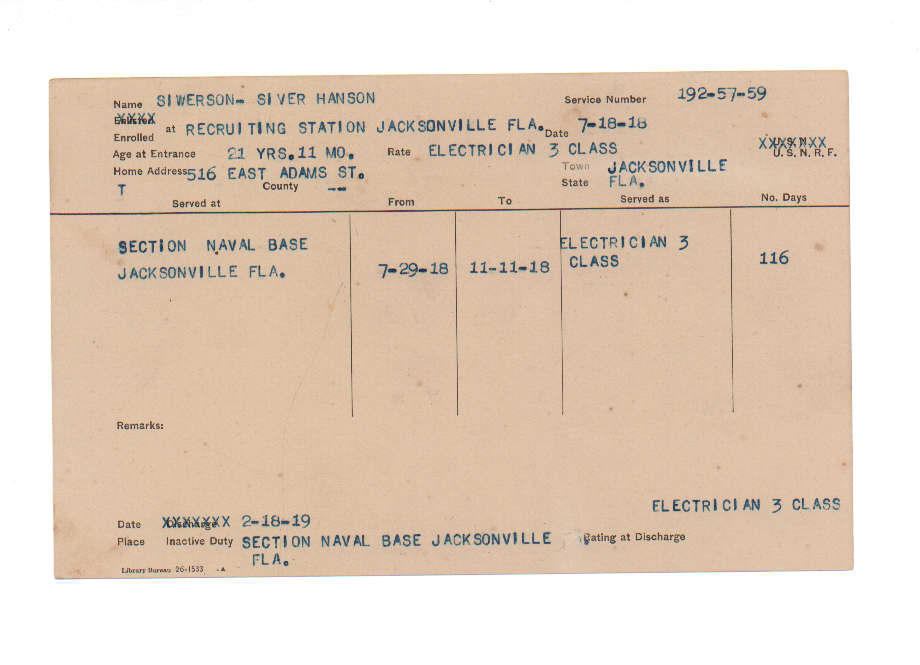 Name SIWERSON- SIVER HANSON Service Number 192-57-59
Enrolled at RECRUITING STATION JACKSONVILLE FLA. Date 7-18-18
Age at Entrance 21 YRS. 11 MO. Rate ELECTRICIAN 3 CLASS U.S.N.R.F.
Home Address 516 EAST ADAMS ST. Town JACKSONVILLE
T County -- State FLA.
Served at From To Served as No. Days
SECTION NAVAL BASE ELECTRICIAN 3
JACKSONVILLE FLA. 7-29-18 11-11-18 CLASS 116
Remarks:
ELECTRICIAN 3 CLASS
Date XXXXXXX 2-18-19
Place Inactive Duty SECTION NAVAL BASE JACKSONVILLE Rating at Discharge
FLA.
Library Bureau 26-1533